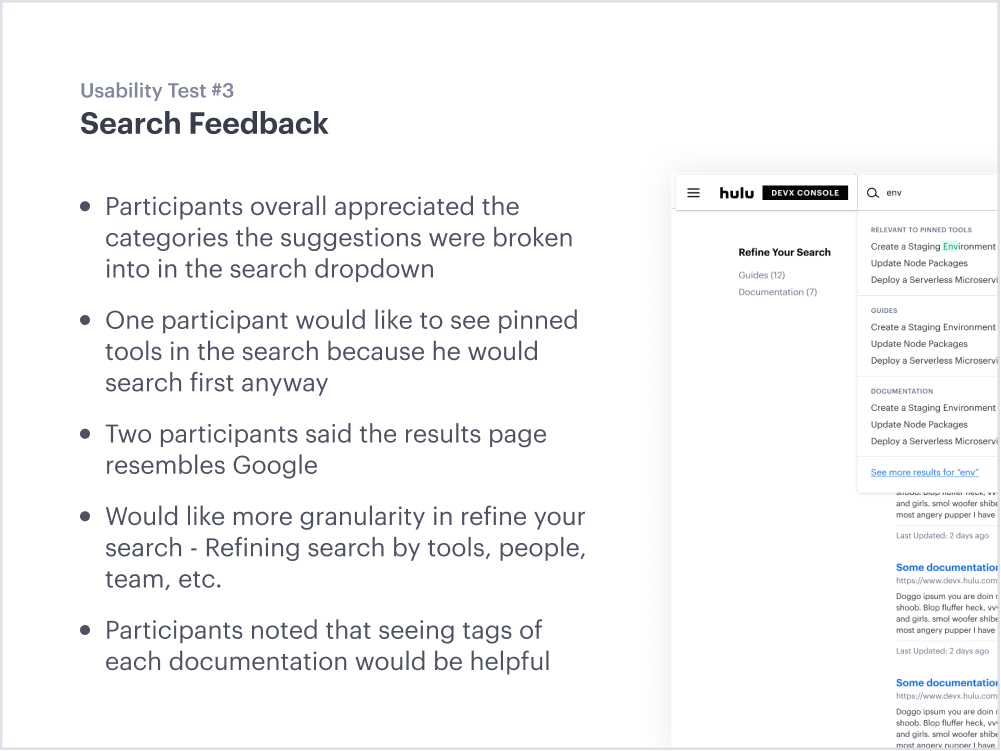 Usability Test #3
Search Feedback
• Participants overall appreciated the
categories the suggestions were broken
into in the search dropdown
• One participant would like to see pinned
tools in the search because he would
search first anyway
• Two participants said the results page
resembles Google
• Would like more granularity in refine your
search - Refining search by tools, people,
team, etc.
• Participants noted that seeing tags of
each documentation would be helpful
hulu DEVX CONSOLE
env
Refine Your Search
Guides (12)
Documentation (7)
RELEVANT TO PINNED TOOLS
Create a Staging Environment
Update Node Packages
Deploy a Serverless
GUIDES
Create a Staging Environment
Update Node Packages
Deploy a Serverless
DOCUMENTATION
Create a Staging Environment
Update Node Packages
Deploy a Serverless
See more results for “env”
shoob. Blop fluffer heck,
and girls. smol woofer
most angery pupper I have
Last Updated: 2 days ago
Some
https://www.devx.hulu.com
Doggo ipsum you are doin
shoob. Blop fluffer heck,
and girls. smol woofer
most angery pupper I have
Last Updated: 2 days ago
Some
https://www.devx.hulu.com
Doggo ipsum you are doin
shoob. Blop fluffer heck,
and girls. smol woofer
most angery pupper I have